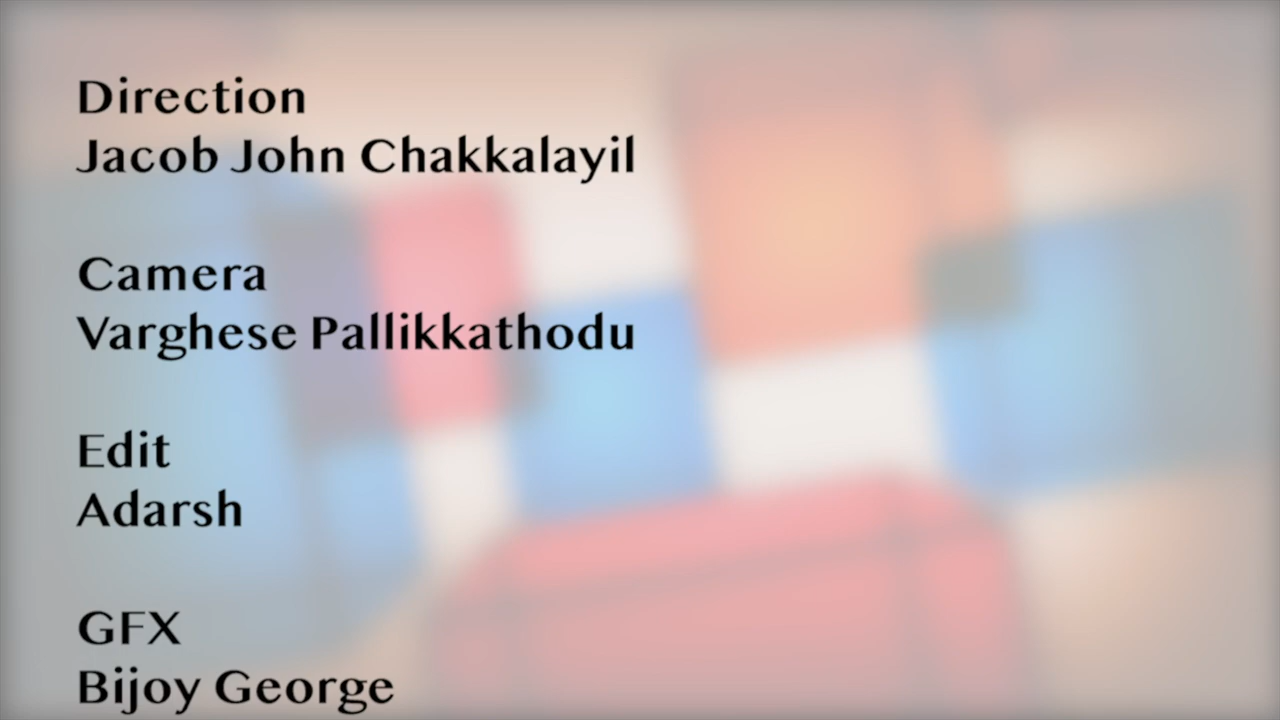 Direction
Jacob John Chakkalayil
Camera
Varghese Pallikkathodu
Edit
Adarsh
GFX
Bijoy George